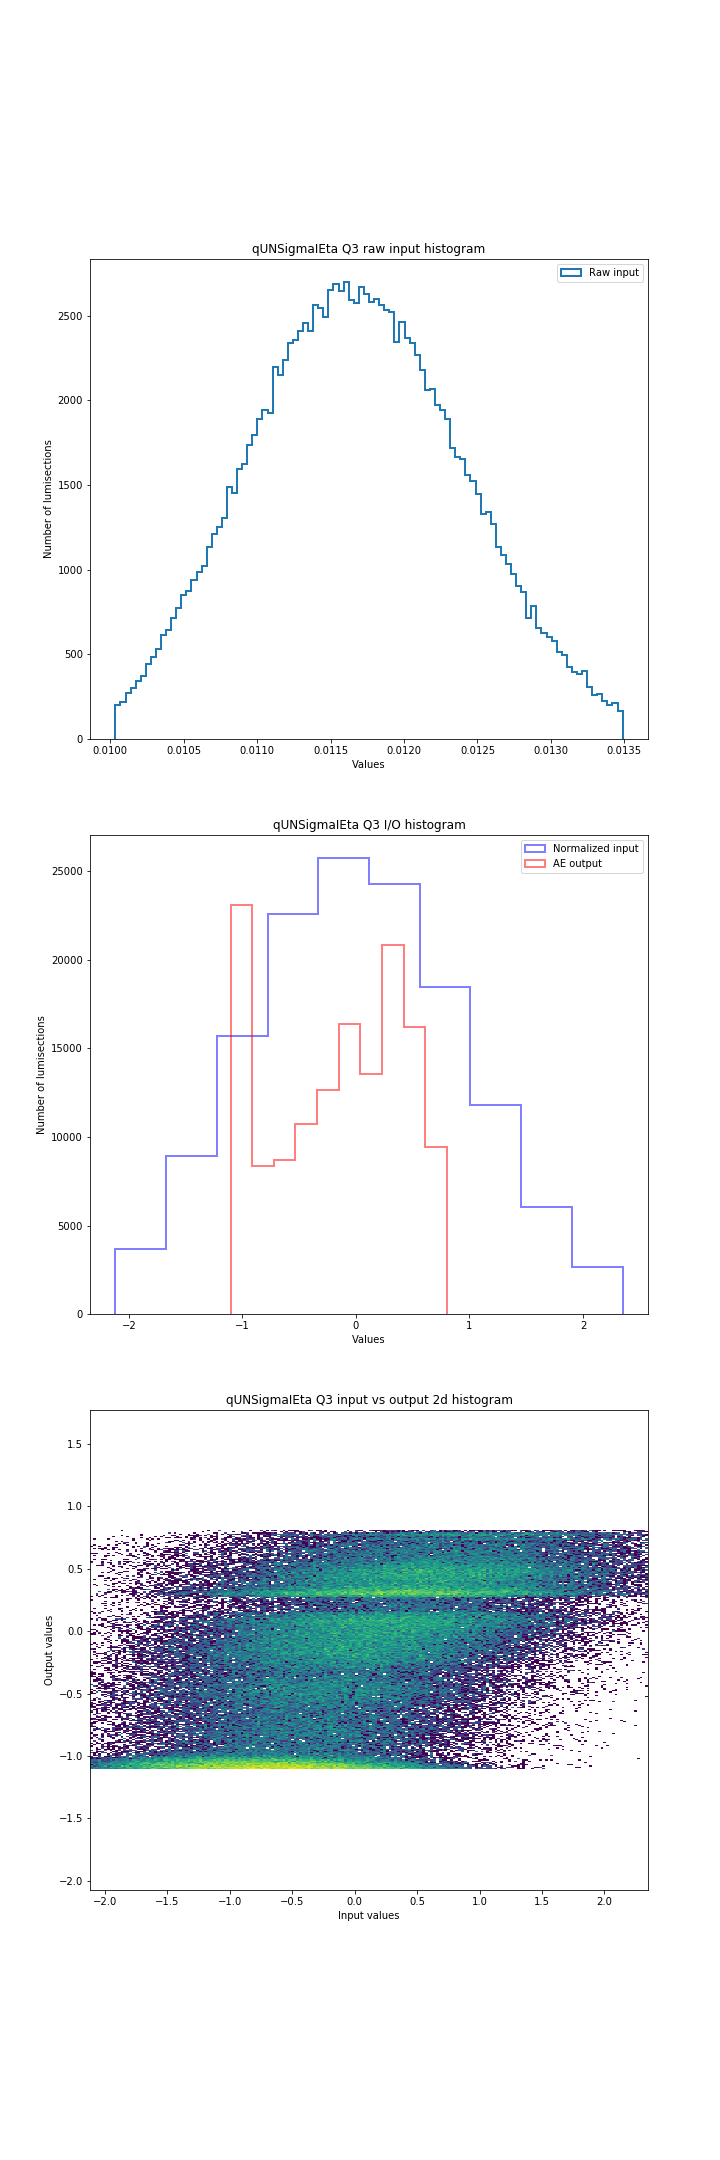 qUNSigmaIEta Q3 raw input histogram
Raw input
2500
2000
1500
1000
500
0
Number of lumisections
0.0100 0.0105 0.0110 0.0115 0.0120 0.0125 0.0130 0.0135
Values
qUNSigmaIEta Q3 I/O histogram
Normalized input
AE output
25000
20000
15000
10000
5000
0
Number of lumisections
−2 −1 0 1 2
Values
qUNSigmaIEta Q3 input vs output 2d histogram
1.5
1.0
0.5
0.0
−0.5
−1.0
−1.5
−2.0
Output values
−2.0 −1.5 −1.0 −0.5 0.0 0.5 1.0 1.5 2.0
Input values